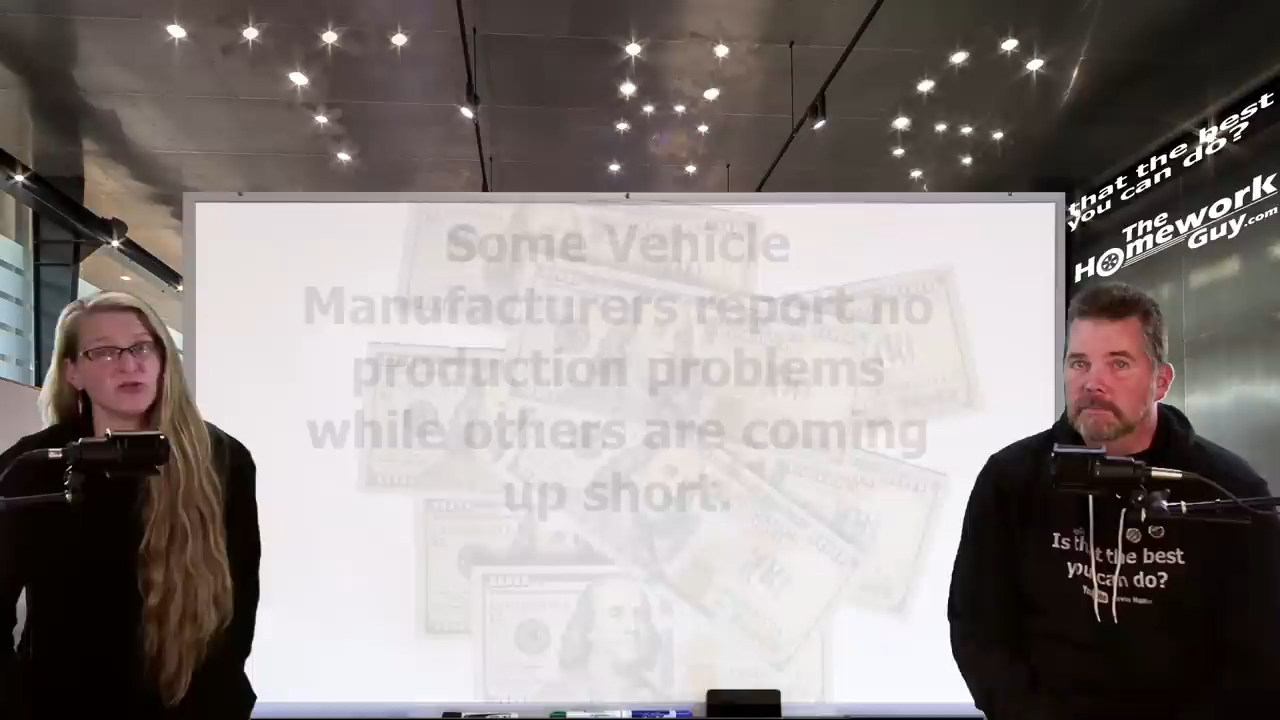 that the best
you can do?
The
Homework
Guy.com
Some Vehicle
Manufacturers report no
production problems
while others are coming
up short.
Is that the best
you can do?